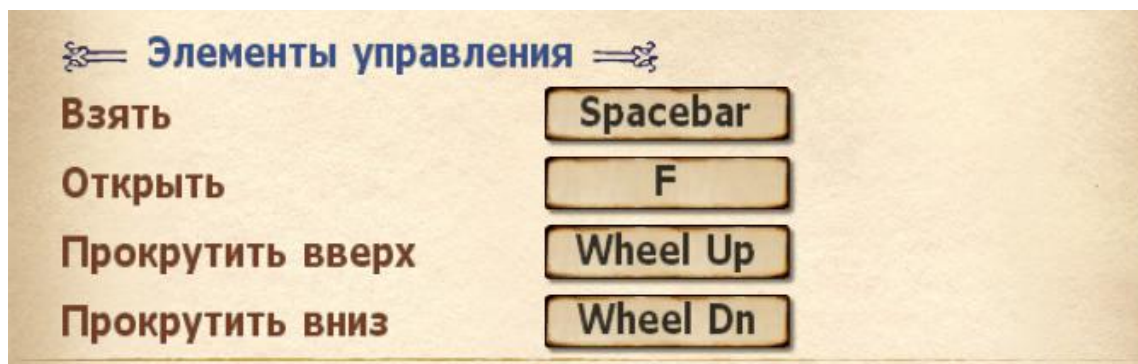 Элементы управления
Взять Spacebar
Открыть F
Прокрутить вверх Wheel Up
Прокрутить вниз Wheel Dn